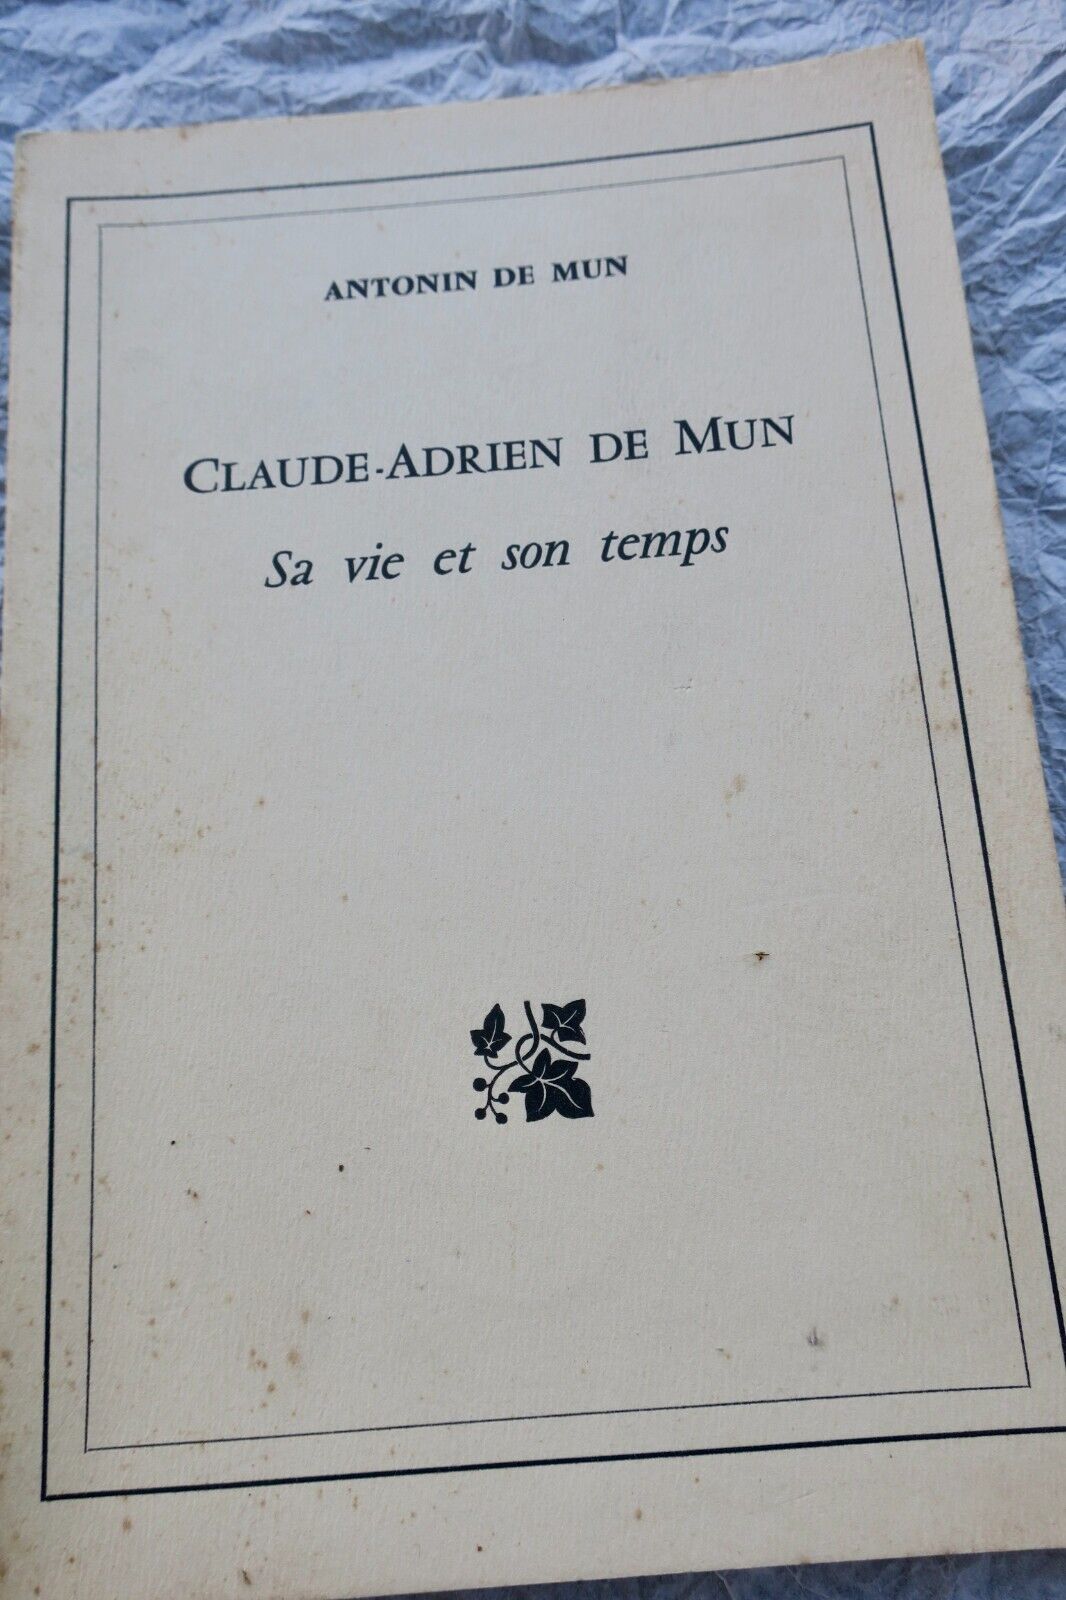 ANTONIN DE MUN
CLAUDE-ADRIEN DE MUN
Sa vie et son temps